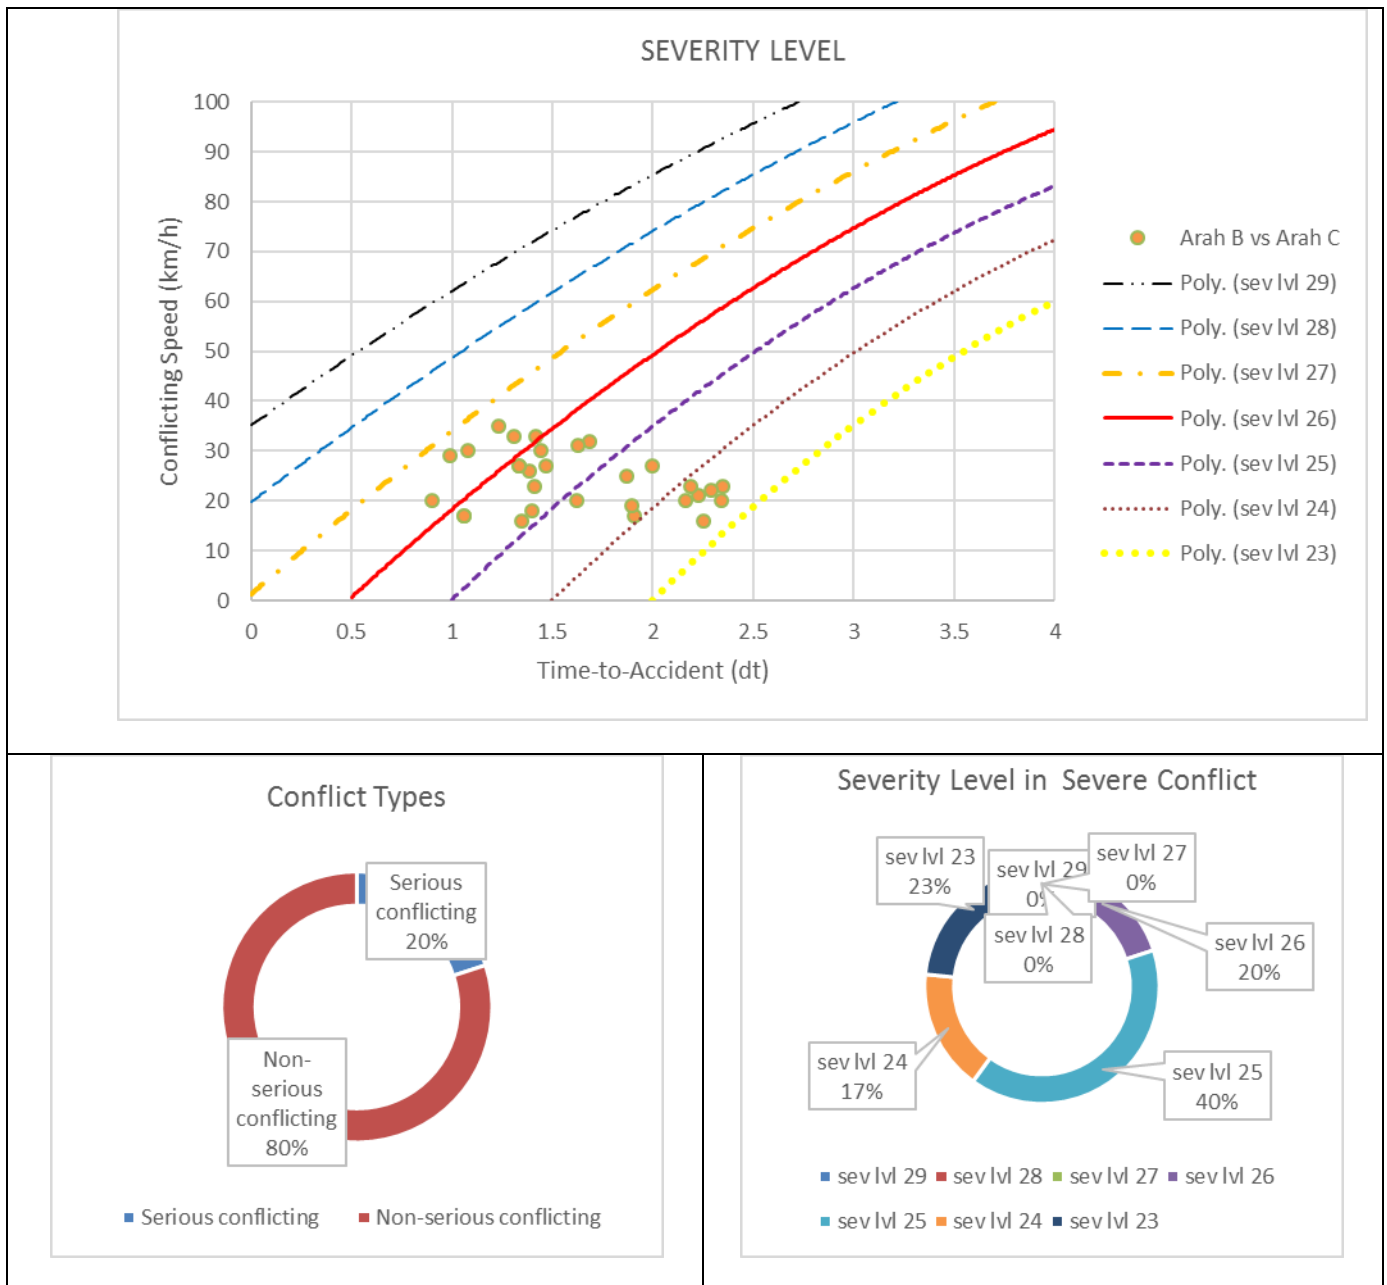 SEVERITY LEVEL
100
90
80
70
60
50
40
30
20
10
0
Conflicting Speed (km/h)
0 0.5 1 1.5 2 2.5 3 3.5 4
Time-to-Accident (dt)
Arah B vs Arah C
Poly. (sev lvl 29)
Poly. (sev lvl 28)
Poly. (sev lvl 27)
Poly. (sev lvl 26)
Poly. (sev lvl 25)
Poly. (sev lvl 24)
Poly. (sev lvl 23)
Conflict Types
Serious
conflicting
20%
Non-
serious
conflicting
80%
Serious conflicting Non-serious conflicting
Severity Level in Severe Conflict
sev lvl 23
23%
sev lvl 29
0%
sev lvl 27
0%
sev lvl 28
0%
sev lvl 26
20%
sev lvl 24
17%
sev lvl 25
40%
sev lvl 29 sev lvl 28 sev lvl 27 sev lvl 26
sev lvl 25 sev lvl 24 sev lvl 23